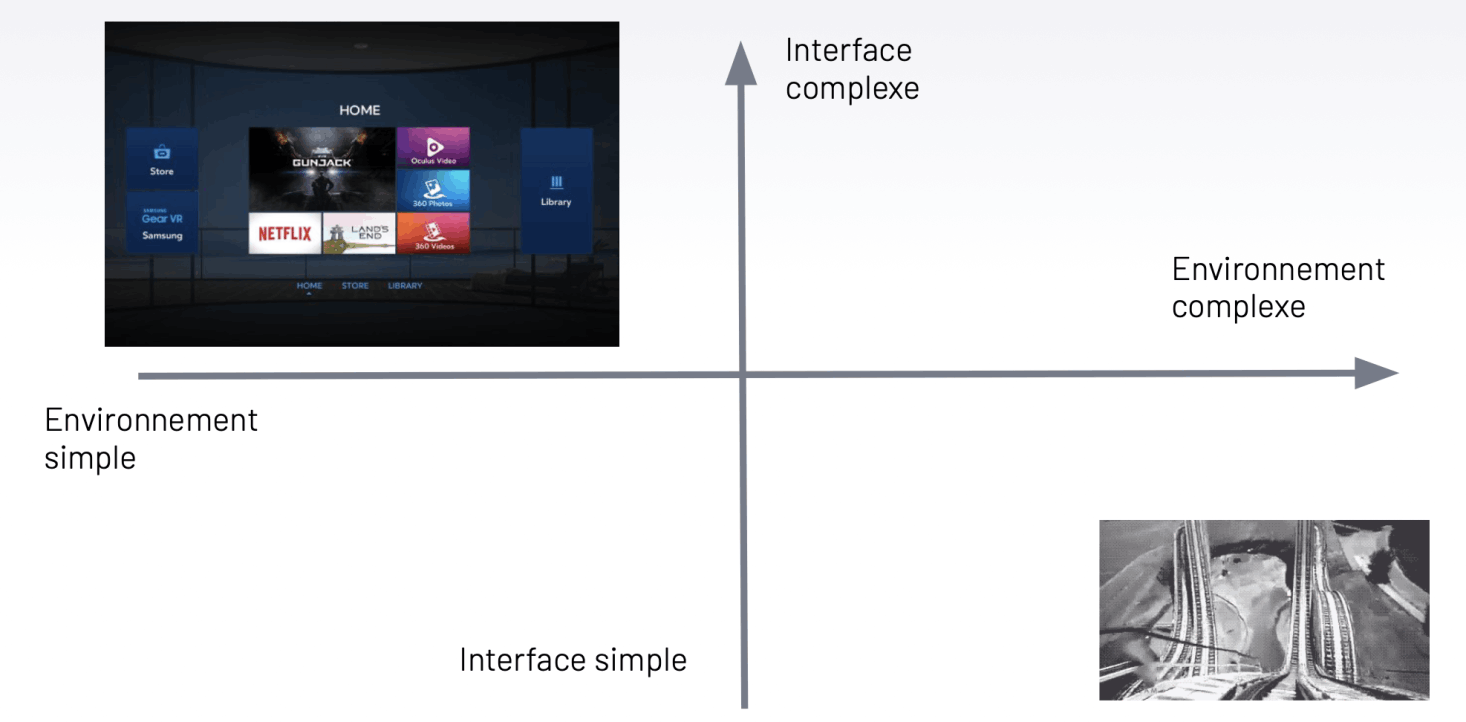 Interface
complexe
HOME
Store
SAMSUNG
Gear VR
Samsung
GUNJACK
Oculus Video
360 Photos
NETFLIX
LAND'S
END
360 Videos
Library
HOME STORE LIBRARY
Environnement
complexe
Environnement
simple
Interface simple